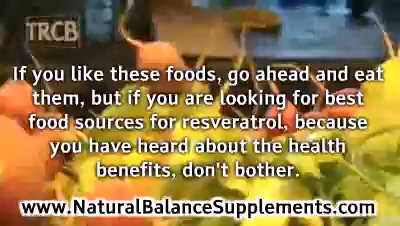 TRCB
If you like these foods, go ahead and eat
them, but if you are looking for best
food sources for resveratrol, because
you have heard about the health
benefits, don't bother.
www.NaturalBalanceSupplements.com